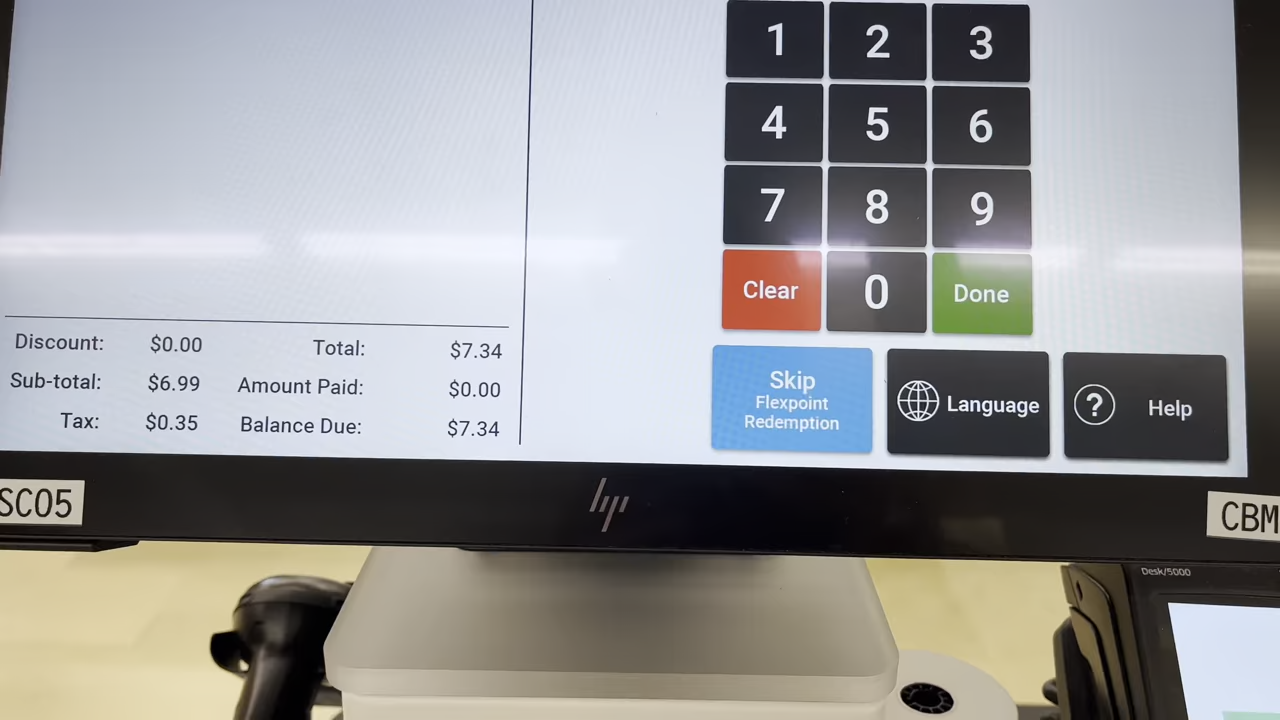 1 2 3
4 5 6
7 8 9
Clear 0 Done
Discount: $0.00 Total: $7.34
Sub-total: $6.99 Amount Paid: $0.00
Tax: $0.35 Balance Due: $7.34
Skip
Flexpoint
Redemption
Language
? Help
SCO5
hp
CBM
Desk/5000